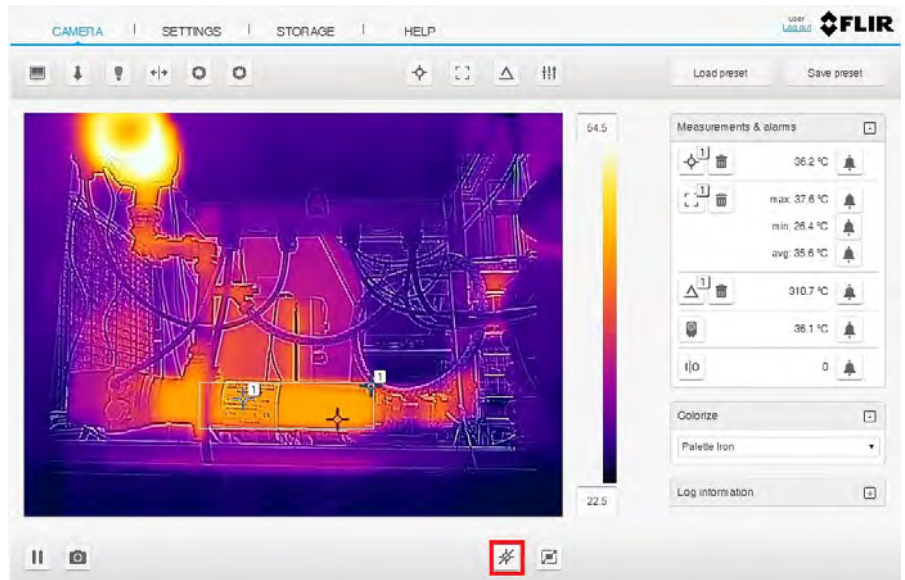 user
Log out
FLIR
CAMERA | SETTINGS | STORAGE | HELP
Load preset Save preset
54.5
Measurements & alarms
1 36.2 °C
1 max: 37.6 °C
min: 26.4 °C
avg: 35.6 °C
1 310.7 °C
36.1 °C
I|O 0
1
1
Colorize
Palette Iron
Log information
22.5